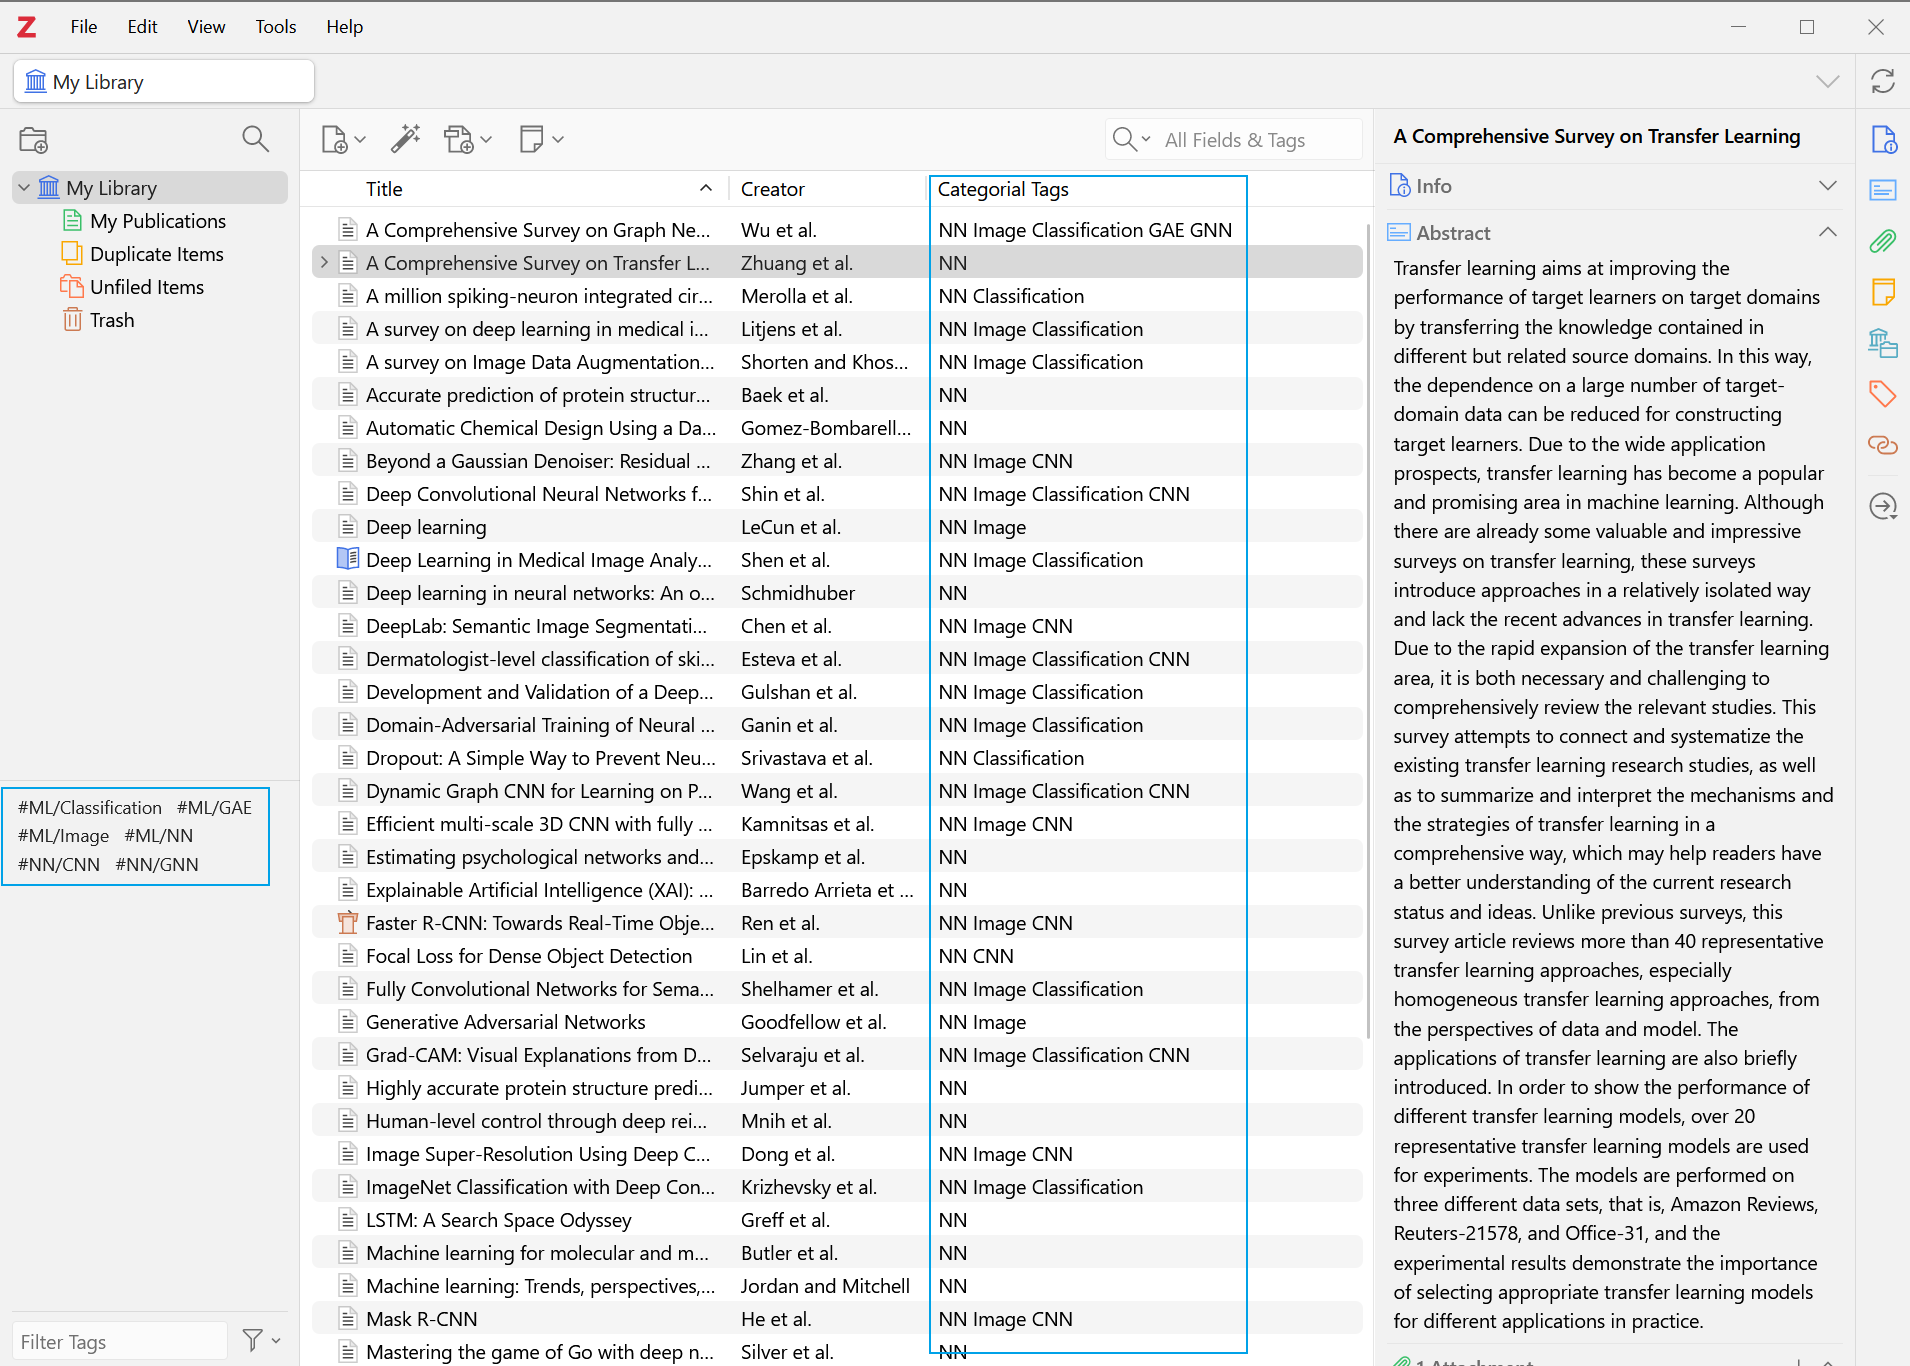 Z File Edit View Tools Help
My Library
All Fields & Tags
My Library
My Publications
Duplicate Items
Unfiled Items
Trash
#ML/Classification #ML/GAE
#ML/Image #ML/NN
#NN/CNN #NN/GNN
Filter Tags
Title Creator Categorial Tags
A Comprehensive Survey on Graph Ne... Wu et al. NN Image Classification GAE GNN
A Comprehensive Survey on Transfer L... Zhuang et al. NN
A million spiking-neuron integrated cir... Merolla et al. NN Classification
A survey on deep learning in medical i... Litjens et al. NN Image Classification
A survey on Image Data Augmentation... Shorten and Khos... NN Image Classification
Accurate prediction of protein structur... Baek et al. NN
Automatic Chemical Design Using a Da... Gomez-Bombarell... NN
Beyond a Gaussian Denoiser: Residual ... Zhang et al. NN Image CNN
Deep Convolutional Neural Networks f... Shin et al. NN Image Classification CNN
Deep learning LeCun et al. NN Image
Deep Learning in Medical Image Analy... Shen et al. NN Image Classification
Deep learning in neural networks: An o... Schmidhuber NN
DeepLab: Semantic Image Segmentati... Chen et al. NN Image CNN
Dermatologist-level classification of ski... Esteva et al. NN Image Classification CNN
Development and Validation of a Deep... Gulshan et al. NN Image Classification
Domain-Adversarial Training of Neural ... Ganin et al. NN Image Classification
Dropout: A Simple Way to Prevent Neu... Srivastava et al. NN Classification
Dynamic Graph CNN for Learning on P... Wang et al. NN Image Classification CNN
Efficient multi-scale 3D CNN with fully ... Kamnitsas et al. NN Image CNN
Estimating psychological networks and... Epskamp et al. NN
Explainable Artificial Intelligence (XAI): ... Barredo Arrieta et ... NN
Faster R-CNN: Towards Real-Time Obje... Ren et al. NN Image CNN
Focal Loss for Dense Object Detection Lin et al. NN CNN
Fully Convolutional Networks for Sema... Shelhamer et al. NN Image Classification
Generative Adversarial Networks Goodfellow et al. NN Image
Grad-CAM: Visual Explanations from D... Selvaraju et al. NN Image Classification CNN
Highly accurate protein structure predi... Jumper et al. NN
Human-level control through deep rei... Mnih et al. NN
Image Super-Resolution Using Deep C... Dong et al. NN Image CNN
ImageNet Classification with Deep Con... Krizhevsky et al. NN Image Classification
LSTM: A Search Space Odyssey Greff et al. NN
Machine learning for molecular and m... Butler et al. NN
Machine learning: Trends, perspectives,... Jordan and Mitchell NN
Mask R-CNN He et al. NN Image CNN
Mastering the game of Go with deep n... Silver et al. NN
A Comprehensive Survey on Transfer Learning
Info
Abstract
Transfer learning aims at improving the
performance of target learners on target domains
by transferring the knowledge contained in
different but related source domains. In this way,
the dependence on a large number of target-
domain data can be reduced for constructing
target learners. Due to the wide application
prospects, transfer learning has become a popular
and promising area in machine learning. Although
there are already some valuable and impressive
surveys on transfer learning, these surveys
introduce approaches in a relatively isolated way
and lack the recent advances in transfer learning.
Due to the rapid expansion of the transfer learning
area, it is both necessary and challenging to
comprehensively review the relevant studies. This
survey attempts to connect and systematize the
existing transfer learning research studies, as well
as to summarize and interpret the mechanisms and
the strategies of transfer learning in a
comprehensive way, which may help readers have
a better understanding of the current research
status and ideas. Unlike previous surveys, this
survey article reviews more than 40 representative
transfer learning approaches, especially
homogeneous transfer learning approaches, from
the perspectives of data and model. The
applications of transfer learning are also briefly
introduced. In order to show the performance of
different transfer learning models, over 20
representative transfer learning models are used
for experiments. The models are performed on
three different data sets, that is, Amazon Reviews,
Reuters-21578, and Office-31, and the
experimental results demonstrate the importance
of selecting appropriate transfer learning models
for different applications in practice.
1 Attachment